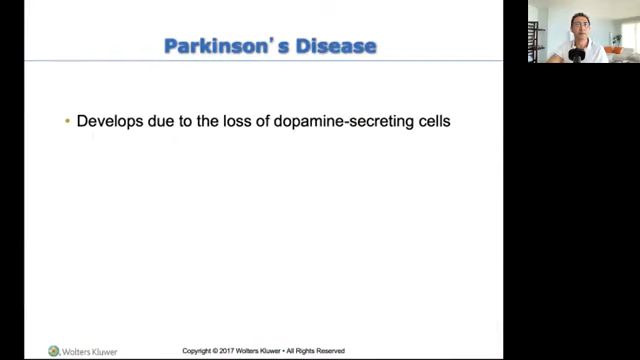 Parkinson's Disease
• Develops due to the loss of dopamine-secreting cells
Wolters Kluwer
Copyright © 2017 Wolters Kluwer • All Rights Reserved